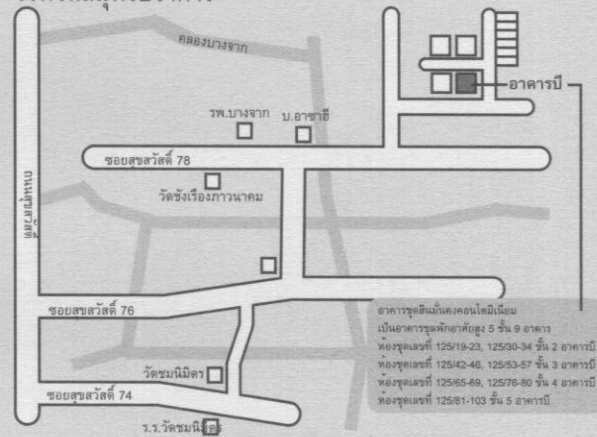 คลองบางจาก
อาคารบี
รพ.บางจาก
บ.อาซาฮี
ซอยสุขสวัสดิ์ 78
ถนนสุขสวัสดิ์
วัดชังเรืองภาวนาคม
ซอยสุขสวัสดิ์ 76
อาคารชุดสินมั่นคงคอนโดมิเนียม
เป็นอาคารชุดพักอาศัยสูง 5 ชั้น 9 อาคาร
ห้องชุดเลขที่ 125/19-23, 125/30-34 ชั้น 2 อาคารบี
ห้องชุดเลขที่ 125/42-46, 125/53-57 ชั้น 3 อาคารบี
ห้องชุดเลขที่ 125/65-69, 125/76-80 ชั้น 4 อาคารบี
ห้องชุดเลขที่ 125/81-103 ชั้น 5 อาคารบี
วัดชมนิมิตร
ซอยสุขสวัสดิ์ 74
ร.ร.วัดชมนิมิตร